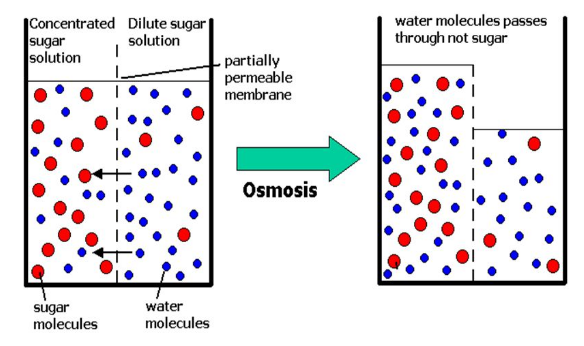 Concentrated
sugar
solution
Dilute sugar
solution
partially
permeable
membrane
Osmosis
sugar
molecules
water
molecules
water molecules passes
through not sugar